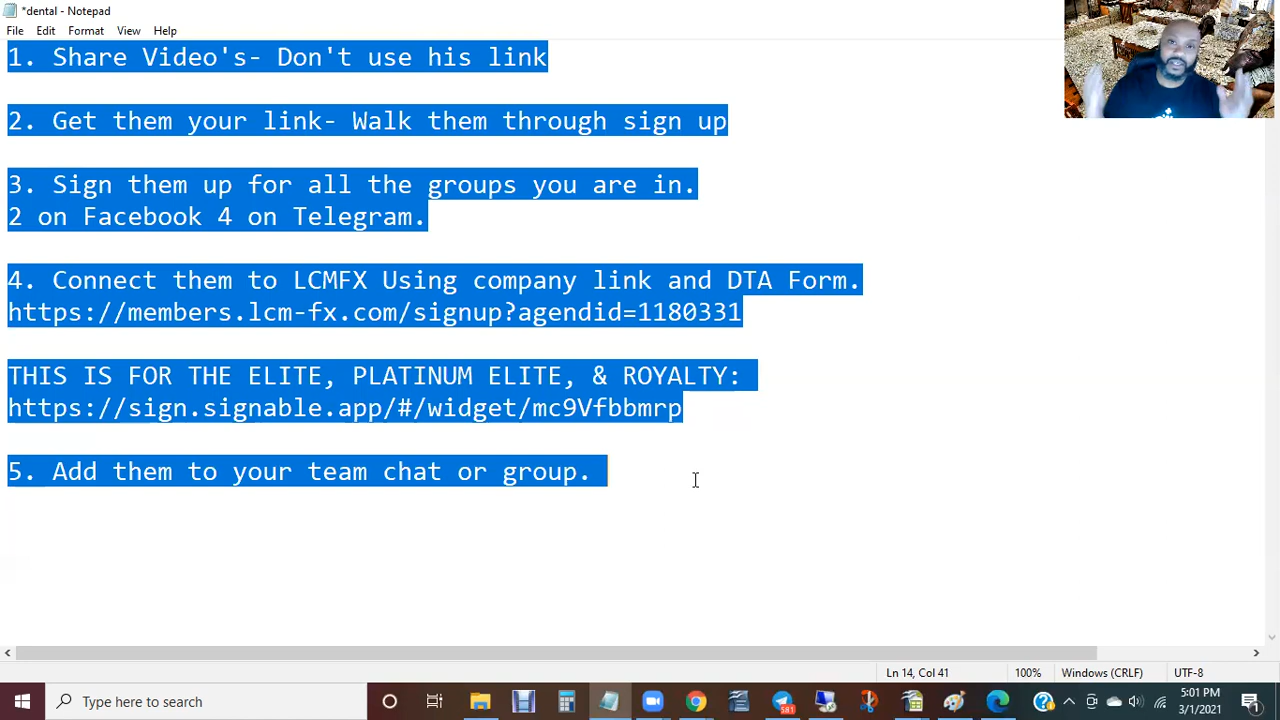 *dental - Notepad
File Edit Format View Help
1. Share Video's- Don't use his link
2. Get them your link- Walk them through sign up
3. Sign them up for all the groups you are in.
2 on Facebook 4 on Telegram.
4. Connect them to LCMFX Using company link and DTA Form.
https://members.lcm-fx.com/signup?agendid=1180331
THIS IS FOR THE ELITE, PLATINUM ELITE, & ROYALTY:
https://sign.signable.app/#/widget/mc9Vfbbmrp
5. Add them to your team chat or group.
Ln 14, Col 41 100% Windows (CRLF) UTF-8
Type here to search
581
5:01 PM
3/1/2021
1